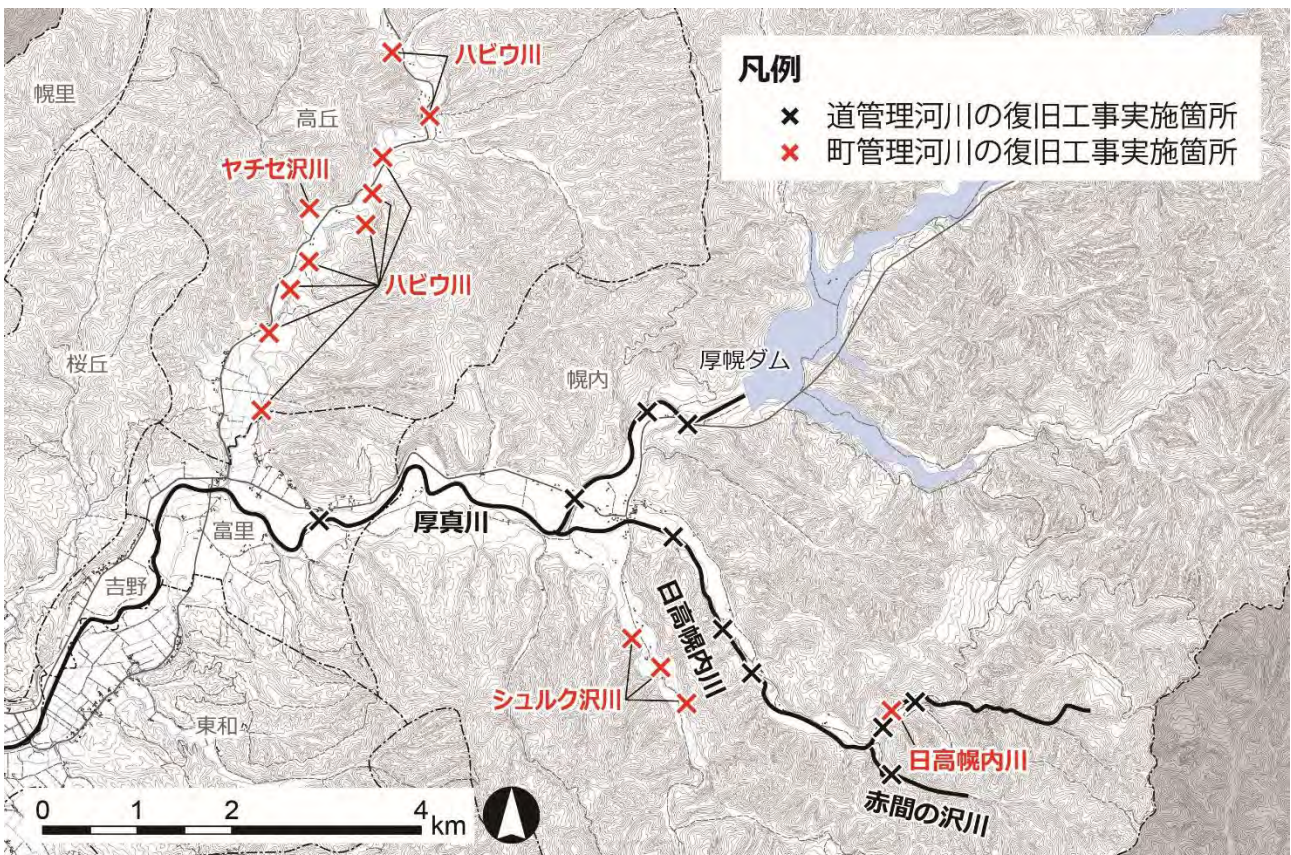 ハビウ川
凡例
道管理河川の復旧工事実施箇所
町管理河川の復旧工事実施箇所
幌里
高丘
ヤチセ沢川
ハビウ川
桜丘
幌内
厚幌ダム
厚真川
富里
吉野
日高幌内川
シュルク沢川
東和
日高幌内川
赤間の沢川
0 1 2 4 km